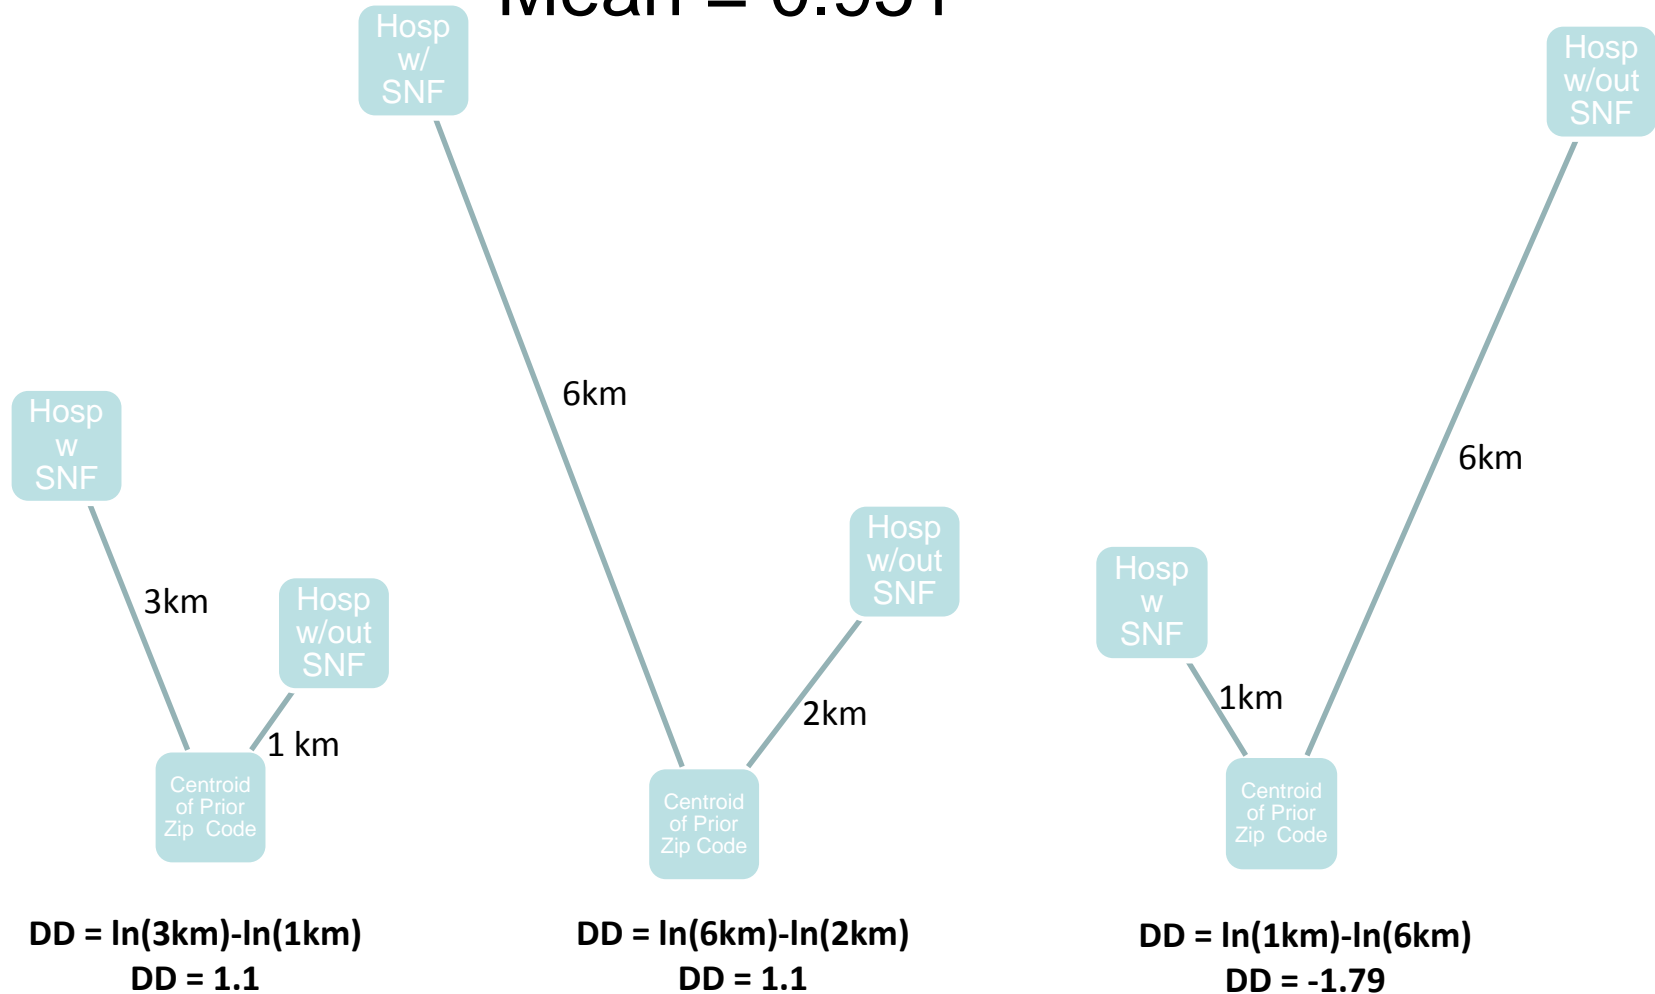 Mean = 0.931
Hosp
w/
SNF
Hosp
w/out
SNF
6km
Hosp
w
SNF
6km
Hosp
w/out
SNF
Hosp
w
SNF
3km
Hosp
w/out
SNF
1km
2km
1 km
Centroid
of Prior
Zip Code
Centroid
of Prior
Zip Code
Centroid
of Prior
Zip Code
DD = ln(3km)-ln(1km)
DD = 1.1
DD = ln(6km)-ln(2km)
DD = 1.1
DD = ln(1km)-ln(6km)
DD = -1.79